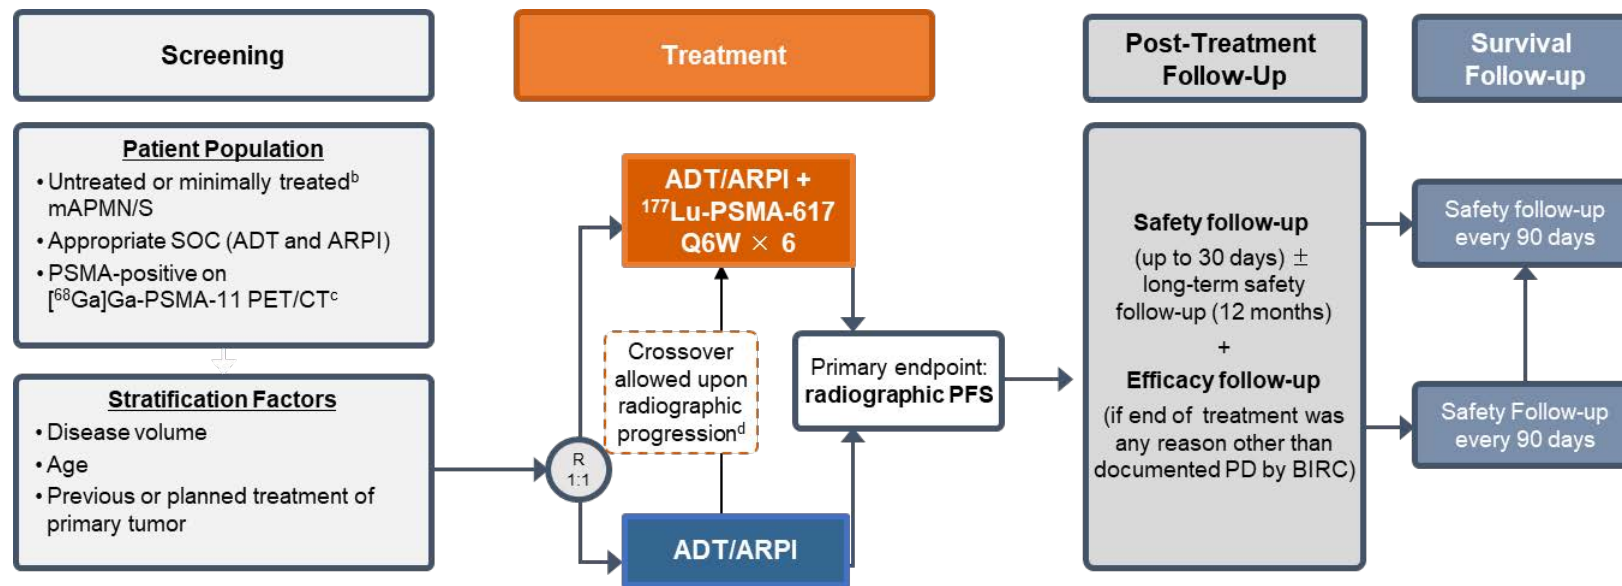 Screening
Patient Population
• Untreated or minimally treatedᵇ
mAPMN/S
• Appropriate SOC (ADT and ARPI)
• PSMA-positive on
[⁶⁸Ga]Ga-PSMA-11 PET/CTᶜ
Stratification Factors
• Disease volume
• Age
• Previous or planned treatment of
primary tumor
Treatment
R
1:1
ADT/ARPI +
¹⁷⁷Lu-PSMA-617
Q6W × 6
Crossover
allowed upon
radiographic
progressionᵈ
ADT/ARPI
Primary endpoint:
radiographic PFS
Post-Treatment
Follow-Up
Safety follow-up
(up to 30 days) ±
long-term safety
follow-up (12 months)
+
Efficacy follow-up
(if end of treatment was
any reason other than
documented PD by BIRC)
Survival
Follow-up
Safety follow-up
every 90 days
Safety Follow-up
every 90 days